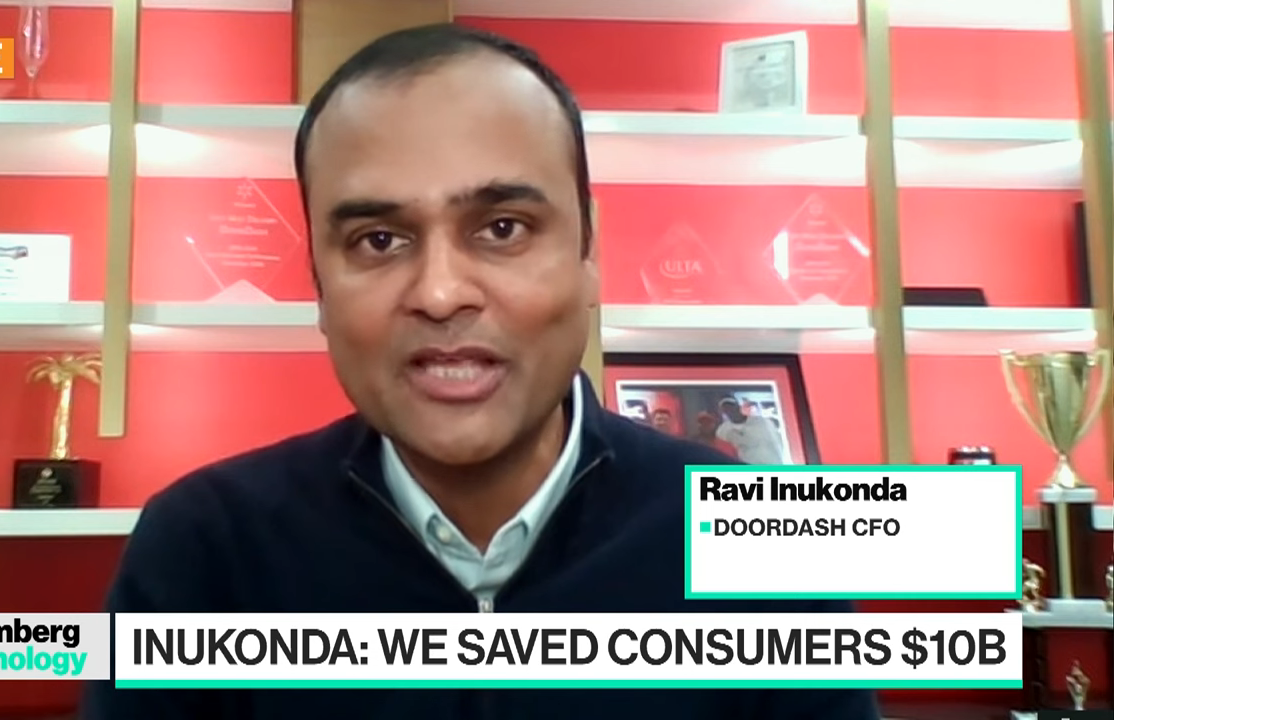 ULTA
Ravi Inukonda
DOORDASH CFO
mberg
nology
INUKONDA: WE SAVED CONSUMERS $10B